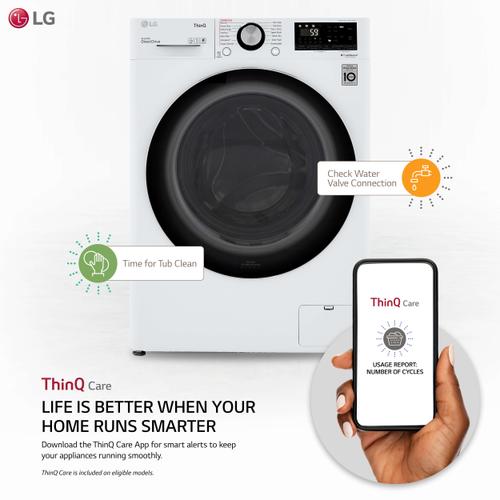 LG
LG
ThinQ
59
Check Water
Valve Connection
Time for Tub Clean
ThinQ Care
USAGE REPORT:
NUMBER OF CYCLES
ThinQ Care
LIFE IS BETTER WHEN YOUR
HOME RUNS SMARTER
Download the ThinQ Care App for smart alerts to keep
your appliances running smoothly.
ThinQ Care is included on eligible models.